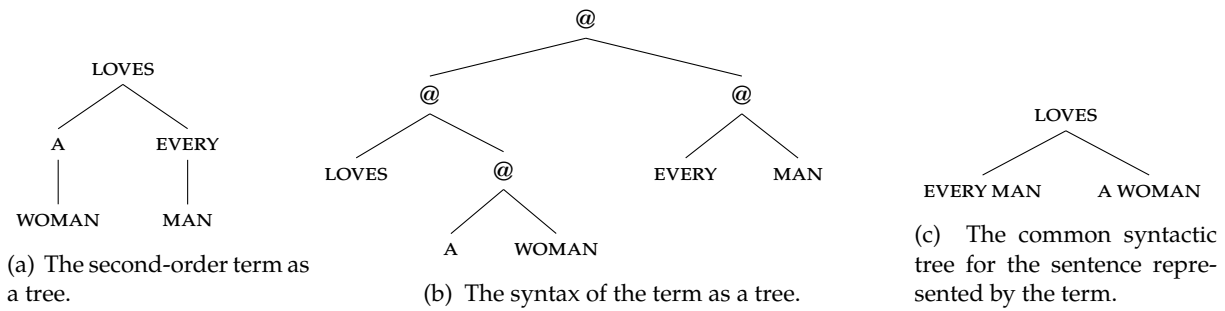 LOVES
A EVERY
WOMAN MAN
(a) The second-order term as
a tree.
@
@ @
LOVES @ EVERY MAN
A WOMAN
(b) The syntax of the term as a tree.
LOVES
EVERY MAN A WOMAN
(c) The common syntactic
tree for the sentence repre-
sented by the term.